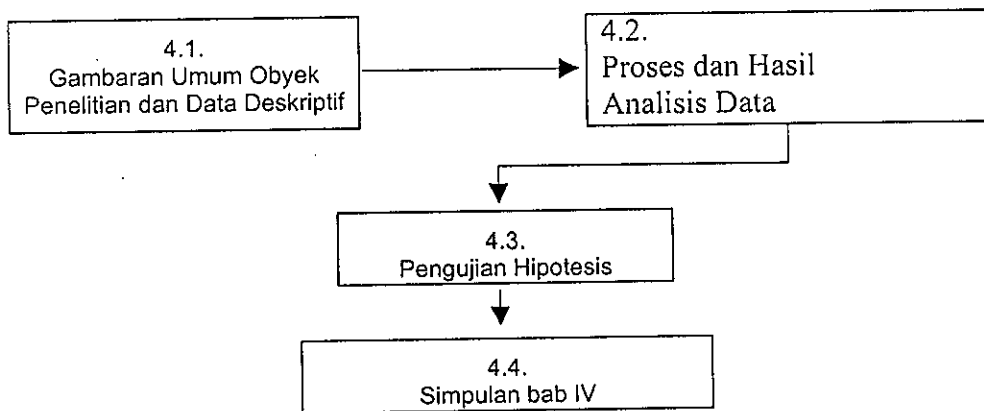 4.1.
Gambaran Umum Obyek
Penelitian dan Data Deskriptif
4.2.
Proses dan Hasil
Analisis Data
4.3.
Pengujian Hipotesis
4.4.
Simpulan bab IV